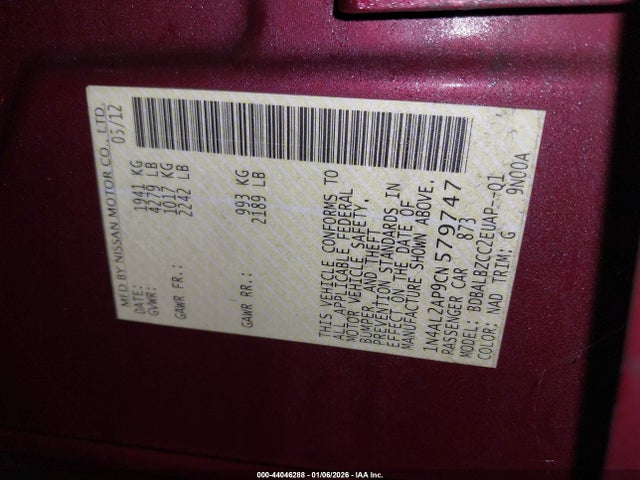 MFD BY NISSAN MOTOR CO., LTD.
DATE: 05/12
GVWR: 1941 KG
4279 LB
GAWR FR.: 1017 KG
2242 LB
GAWR RR.: 993 KG
2189 LB
THIS VEHICLE CONFORMS TO
ALL APPLICABLE FEDERAL
MOTOR VEHICLE SAFETY,
BUMPER, AND THEFT
PREVENTION STANDARDS IN
EFFECT ON THE DATE OF
MANUFACTURE SHOWN ABOVE.
1N4AL2AP9CN579747
PASSENGER CAR 873
MODEL: BDBALBZCC2EUAP--Q1
COLOR: NAD TRIM: G 9N00A
000-44046288 - 01/06/2026 - IAA Inc.